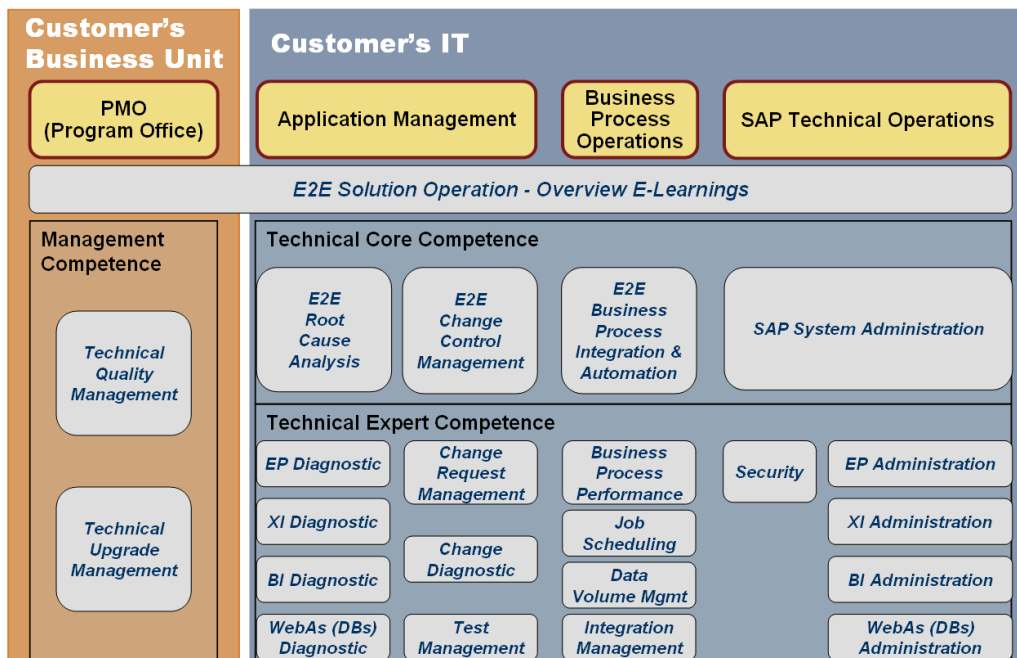 Customer's
Business Unit
Customer's IT
PMO
(Program Office)
Application Management
Business
Process
Operations
SAP Technical Operations
E2E Solution Operation - Overview E-Learnings
Management
Competence
Technical
Quality
Management
Technical
Upgrade
Management
Technical Core Competence
E2E
Root
Cause
Analysis
E2E
Change
Control
Management
E2E
Business
Process
Integration &
Automation
SAP System Administration
Technical Expert Competence
EP Diagnostic
XI Diagnostic
BI Diagnostic
WebAs (DBs)
Diagnostic
Change
Request
Management
Change
Diagnostic
Test
Management
Business
Process
Performance
Job
Scheduling
Data
Volume Mgmt
Integration
Management
Security
EP Administration
XI Administration
BI Administration
WebAs (DBs)
Administration